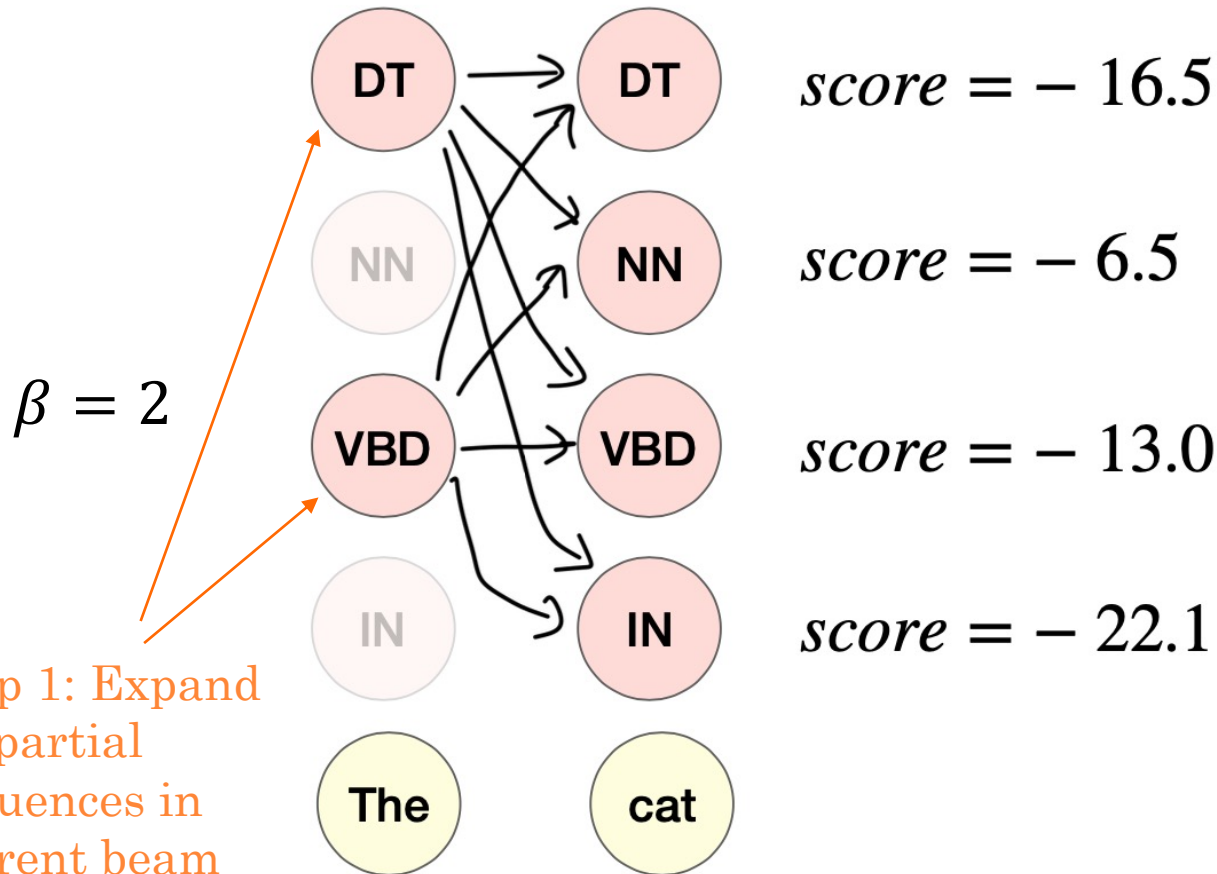 DT DT score = − 16.5
NN NN score = − 6.5
β = 2
VBD VBD score = − 13.0
IN IN score = − 22.1
p 1: Expand
partial
uences in
rent beam
The cat